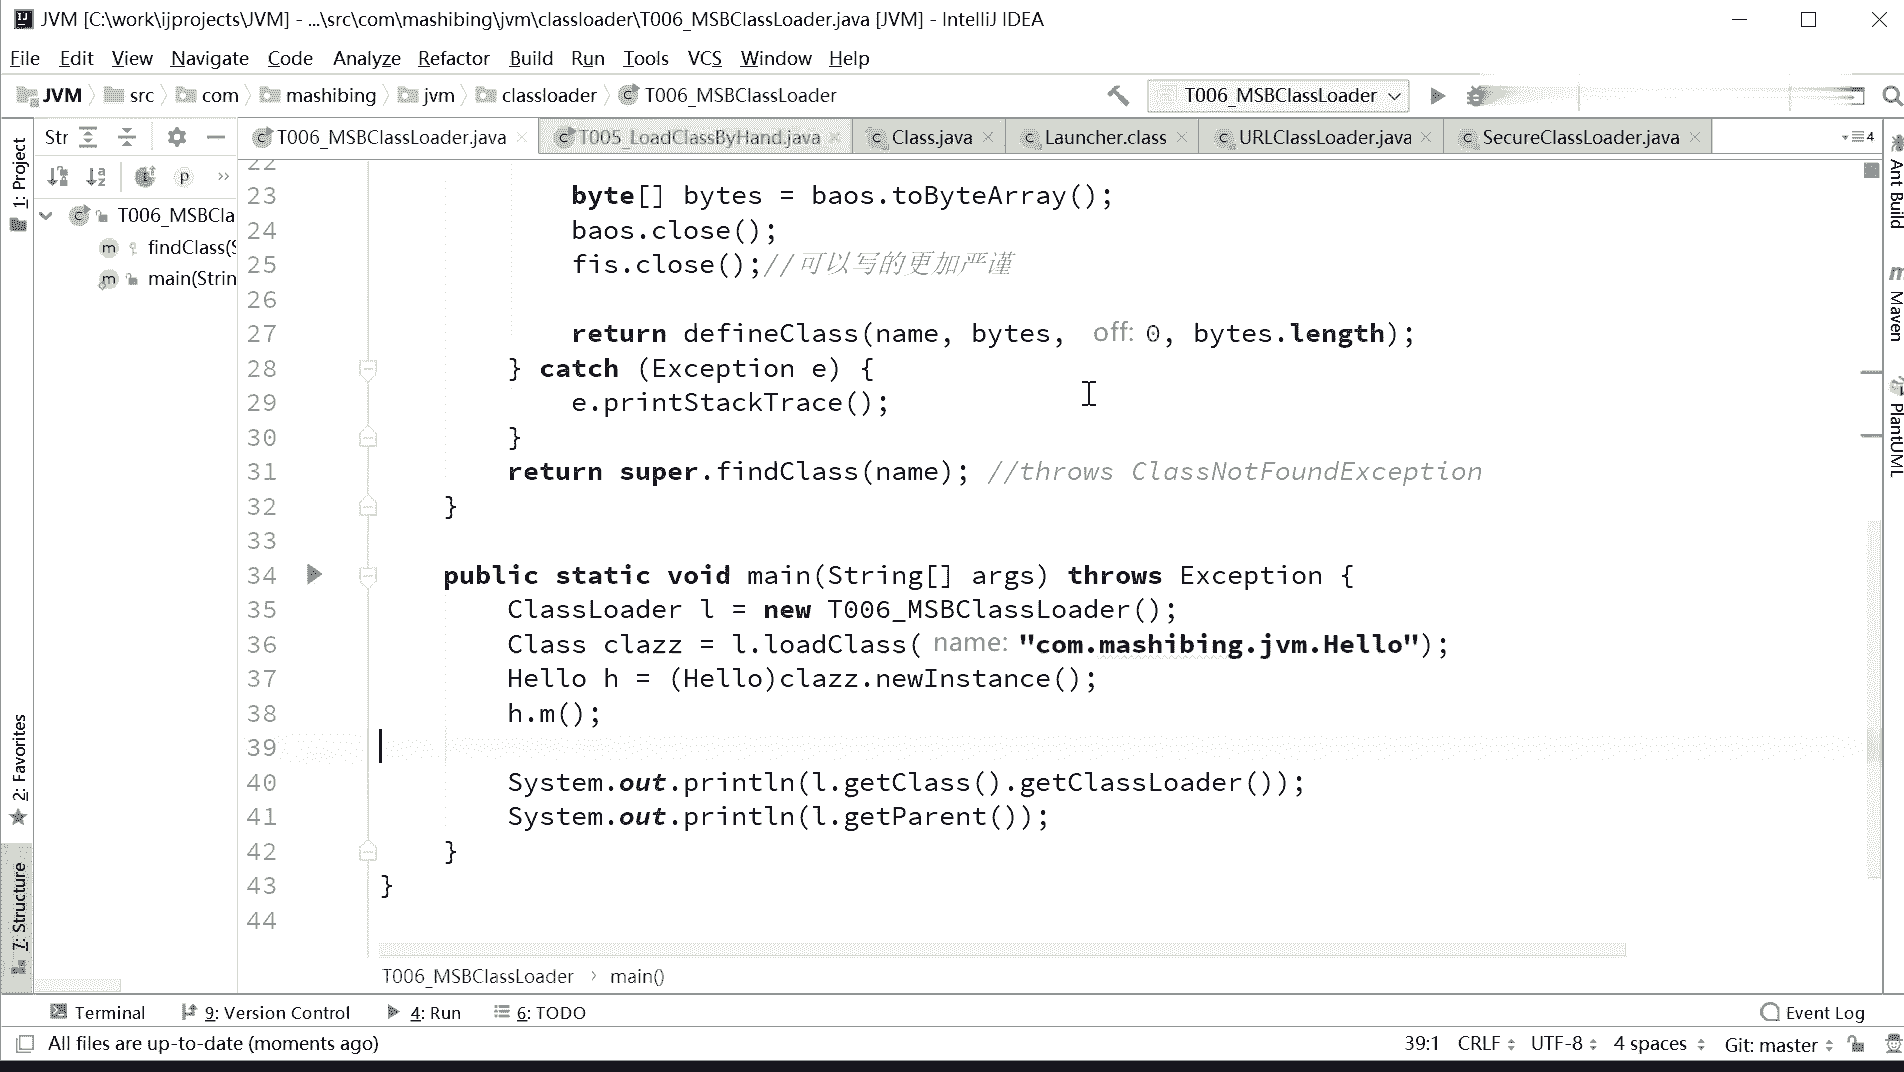 JVM [C:\work\ijprojects\JVM] - ...\src\com\mashibing\jvm\classloader\T006_MSBClassLoader.java [JVM] - IntelliJ IDEA
File Edit View Navigate Code Analyze Refactor Build Run Tools VCS Window Help
JVM src com mashibing jvm classloader T006_MSBClassLoader T006_MSBClassLoader
Str T006_MSBClassLoader.java T005_LoadClassByHand.java Class.java Launcher.class URLClassLoader.java SecureClassLoader.java 4
T006_MSBCla
findClass(S
main(Strin
1: Project
2: Favorites
7: Structure
22
23 byte[] bytes = baos.toByteArray();
24 baos.close();
25 fis.close();//可以写的更加严谨
26
27 return defineClass(name, bytes, off: 0, bytes.length);
28 } catch (Exception e) {
29 e.printStackTrace();
30 }
31 return super.findClass(name); //throws ClassNotFoundException
32 }
33
34 public static void main(String[] args) throws Exception {
35 ClassLoader l = new T006_MSBClassLoader();
36 Class clazz = l.loadClass( name: "com.mashibing.jvm.Hello");
37 Hello h = (Hello)clazz.newInstance();
38 h.m();
39
40 System.out.println(l.getClass().getClassLoader());
41 System.out.println(l.getParent());
42 }
43 }
44
T006_MSBClassLoader › main()
Ant Build
Maven
PlantUML
Terminal 9: Version Control 4: Run 6: TODO Event Log
All files are up-to-date (moments ago) 39:1 CRLF UTF-8 4 spaces Git: master